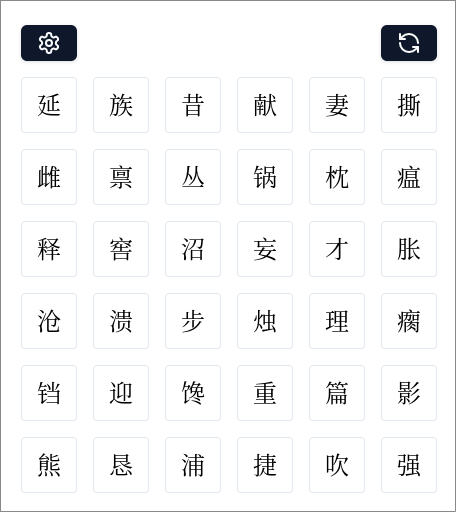 延 族 昔 献 妻 撕
雌 禀 丛 锅 枕 瘟
释 窖 沼 妄 才 胀
沧 溃 步 烛 理 瘸
铛 迎 馋 重 篇 影
熊 恳 浦 捷 吹 强